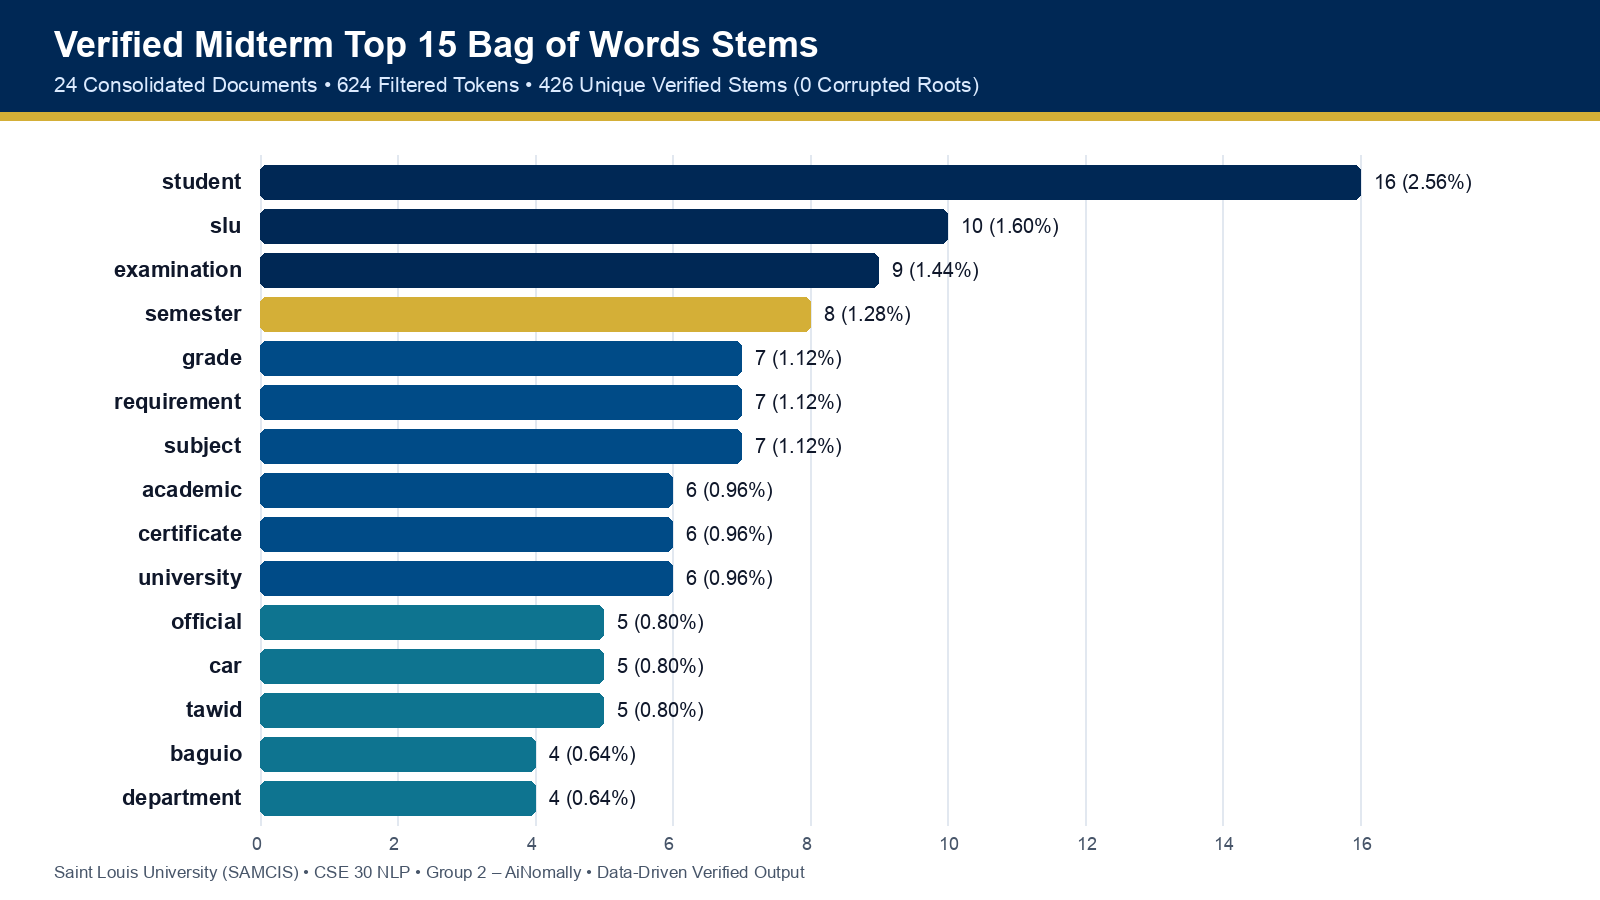 Verified Midterm Top 15 Bag of Words Stems
24 Consolidated Documents • 624 Filtered Tokens • 426 Unique Verified Stems (0 Corrupted Roots)
student 16 (2.56%)
slu 10 (1.60%)
examination 9 (1.44%)
semester 8 (1.28%)
grade 7 (1.12%)
requirement 7 (1.12%)
subject 7 (1.12%)
academic 6 (0.96%)
certificate 6 (0.96%)
university 6 (0.96%)
official 5 (0.80%)
car 5 (0.80%)
tawid 5 (0.80%)
baguio 4 (0.64%)
department 4 (0.64%)
0 2 4 6 8 10 12 14 16
Saint Louis University (SAMCIS) • CSE 30 NLP • Group 2 – AiNomally • Data-Driven Verified Output